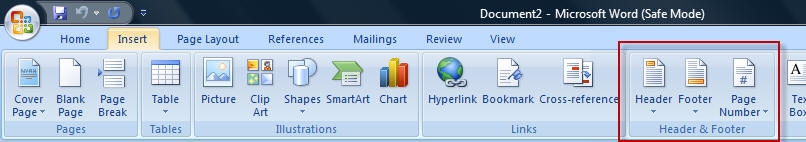 Document2 - Microsoft Word (Safe Mode)
Home Insert Page Layout References Mailings Review View
Cover Page Blank Page Page Break Table Picture Clip Art Shapes SmartArt Chart Hyperlink Bookmark Cross-reference Header Footer Page Number # A
Pages Tables Illustrations Links Header & Footer